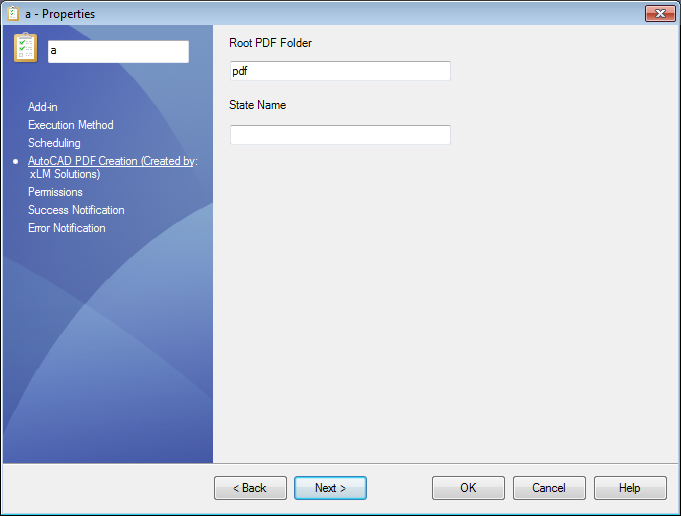 a - Properties
a
Add-in
Execution Method
Scheduling
AutoCAD PDF Creation (Created by:
xLM Solutions)
Permissions
Success Notification
Error Notification
Root PDF Folder
pdf
State Name
< Back
Next >
OK
Cancel
Help